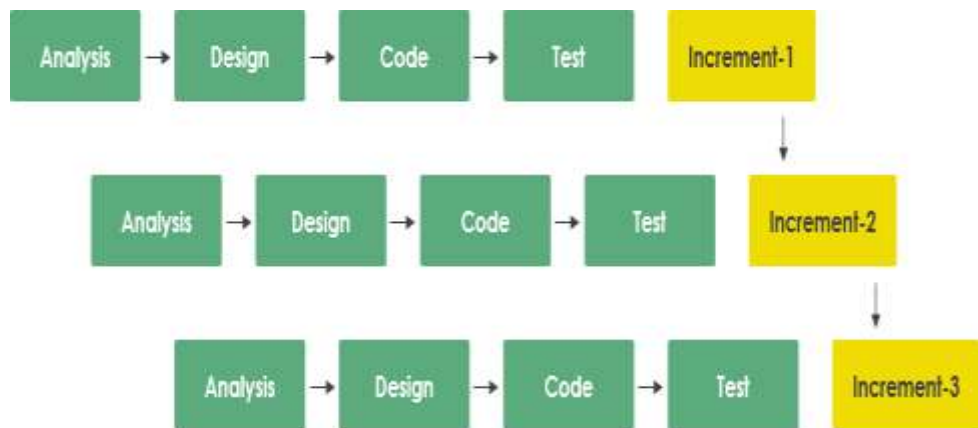 Analysis Design Code Test Increment-1
Analysis Design Code Test Increment-2
Analysis Design Code Test Increment-3